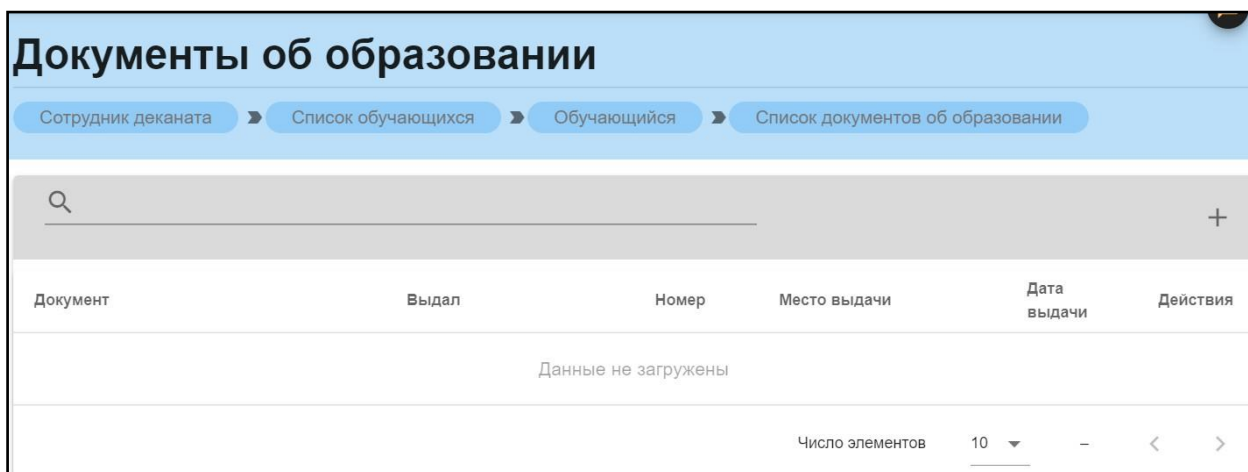 Документы об образовании
Сотрудник деканата Список обучающихся Обучающийся Список документов об образовании
Документ Выдал Номер Место выдачи Дата выдачи Действия
Данные не загружены
Число элементов 10 –